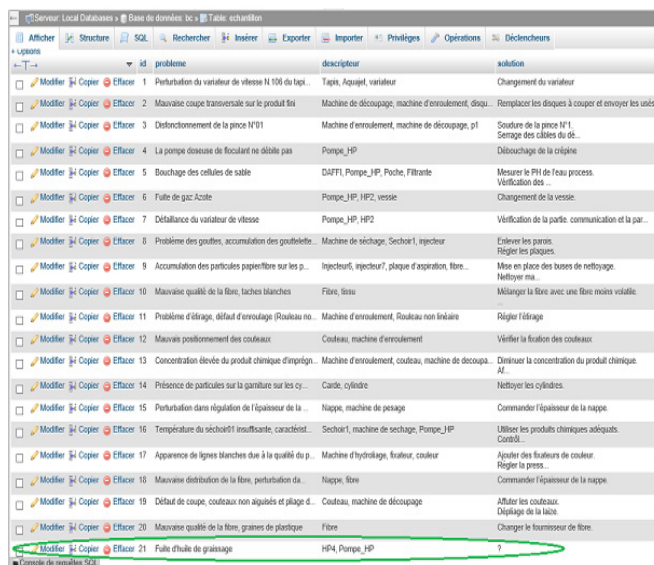 Serveur: Local Databases » Base de données: bc » Table: echantillon
Afficher Structure SQL Rechercher Insérer Exporter Importer Privilèges Opérations Déclencheurs
+ Options
←T→ id probleme descripteur solution
Modifier Copier Effacer 1 Perturbation du variateur de vitesse N 106 du tapi... Tapis, Aquajet, variateur Changement du variateur
Modifier Copier Effacer 2 Mauvaise coupe transversale sur le produit fini Machine de découpage, machine d'enroulement, disqu... Remplacer les disques à couper et envoyer les usés
Modifier Copier Effacer 3 Disfonctionnement de la pince N°01 Machine d'enroulement, machine de découpage, p1 Soudure de la pince N°1.
Serrage des câbles du dé...
Modifier Copier Effacer 4 La pompe doseuse de floculant ne débite pas Pompe_HP Débouchage de la crépine
Modifier Copier Effacer 5 Bouchage des cellules de sable DAFFI, Pompe_HP, Poche, Filtrante Mesurer le PH de l'eau process.
Vérification des ...
Modifier Copier Effacer 6 Fuite de gaz Azote Pompe_HP, HP2, vessie Changement de la vessie.
Modifier Copier Effacer 7 Défaillance du variateur de vitesse Pompe_HP, HP2 Vérification de la partie. communication et la par...
Modifier Copier Effacer 8 Problème des gouttes, accumulation des gouttelette... Machine de séchage, Sechoir1, injecteur Enlever les parois.
Régler les plaques.
Modifier Copier Effacer 9 Accumulation des particules papier/fibre sur les p... Injecteur6, injecteur7, plaque d'aspiration, fibre... Mise en place des buses de nettoyage.
Nettoyer ma...
Modifier Copier Effacer 10 Mauvaise qualité de la fibre, taches blanches Fibre, tissu Mélanger la fibre avec une fibre moins volatile.
...
Modifier Copier Effacer 11 Problème d'étirage, défaut d'enroulage (Rouleau no... Machine d'enroulement, Rouleau non linéaire Régler l'étirage
Modifier Copier Effacer 12 Mauvais positionnement des couteaux Couteau, machine d'enroulement Vérifier la fixation des couteaux
Modifier Copier Effacer 13 Concentration élevée du produit chimique d'imprégn... Machine d'enroulement, couteau, machine de decoupa... Diminuer la concentration du produit chimique.
Af...
Modifier Copier Effacer 14 Présence de particules sur la garniture sur les cy... Carde, cylindre Nettoyer les cylindres.
Modifier Copier Effacer 15 Perturbation dans régulation de l'épaisseur de la ... Nappe, machine de pesage Commander l'épaisseur de la nappe.
Modifier Copier Effacer 16 Température du séchoir01 insuffisante, caractérist... Sechoir1, machine de sechage, Pompe_HP Utiliser les produits chimiques adéquats.
Contrôl...
Modifier Copier Effacer 17 Apparence de lignes blanches due à la qualité du p... Machine d'hydroliage, fixateur, couleur Ajouter des fixateurs de couleur.
Régler la press...
Modifier Copier Effacer 18 Mauvaise distribution de la fibre, perturbation da... Nappe, fibre Commander l'épaisseur de la nappe.
Modifier Copier Effacer 19 Défaut de coupe, couteaux non aiguisés et pliage d... Couteau, machine de découpage Affuter les couteaux.
Dépliage de la laize.
Modifier Copier Effacer 20 Mauvaise qualité de la fibre, graines de plastique Fibre Changer le fournisseur de fibre.
Modifier Copier Effacer 21 Fuite d'huile de graissage HP4, Pompe_HP ?
Console de requêtes SQL